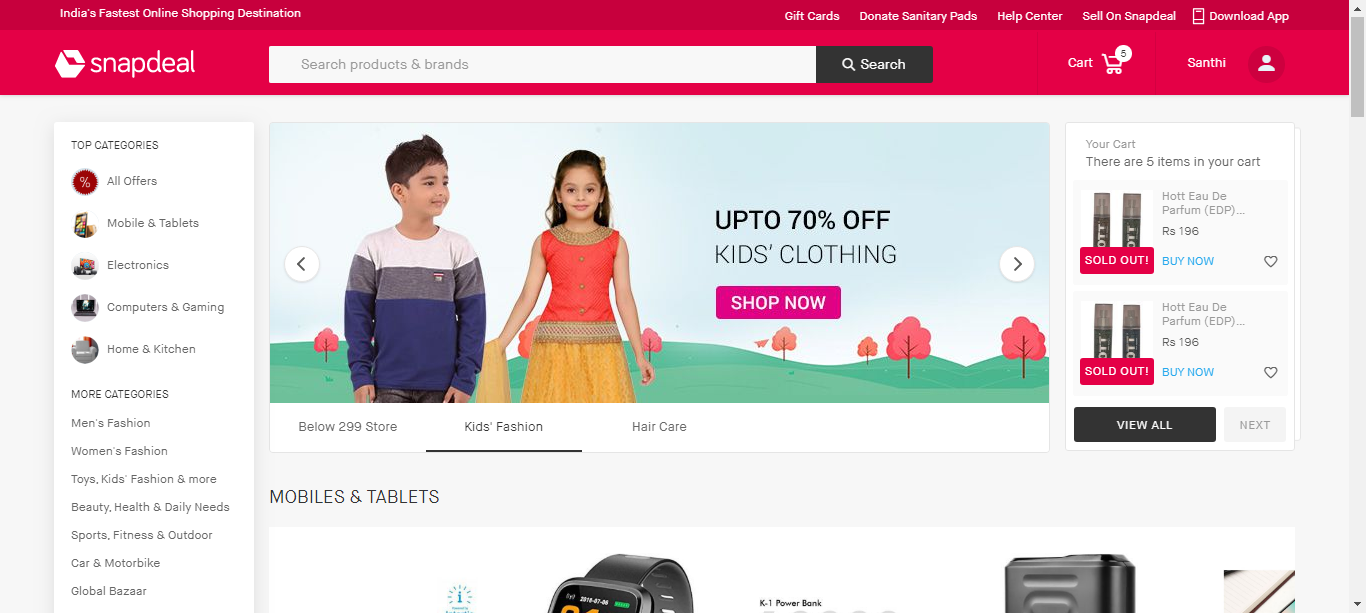 India's Fastest Online Shopping Destination
Gift Cards
Donate Sanitary Pads
Help Center
Sell On Snapdeal
Download App
snapdeal
Search products & brands
Search
Cart
5
Santhi
TOP CATEGORIES
%
All Offers
Mobile & Tablets
Electronics
Computers & Gaming
Home & Kitchen
MORE CATEGORIES
Men's Fashion
Women's Fashion
Toys, Kids' Fashion & more
Beauty, Health & Daily Needs
Sports, Fitness & Outdoor
Car & Motorbike
Global Bazaar
UPTO 70% OFF
KIDS' CLOTHING
SHOP NOW
Below 299 Store
Kids' Fashion
Hair Care
Your Cart
There are 5 items in your cart
Hott Eau De
Parfum (EDP)...
Rs 196
SOLD OUT!
BUY NOW
Hott Eau De
Parfum (EDP)...
Rs 196
SOLD OUT!
BUY NOW
VIEW ALL
NEXT
MOBILES & TABLETS
2018-07-06
K-1 Power Bank